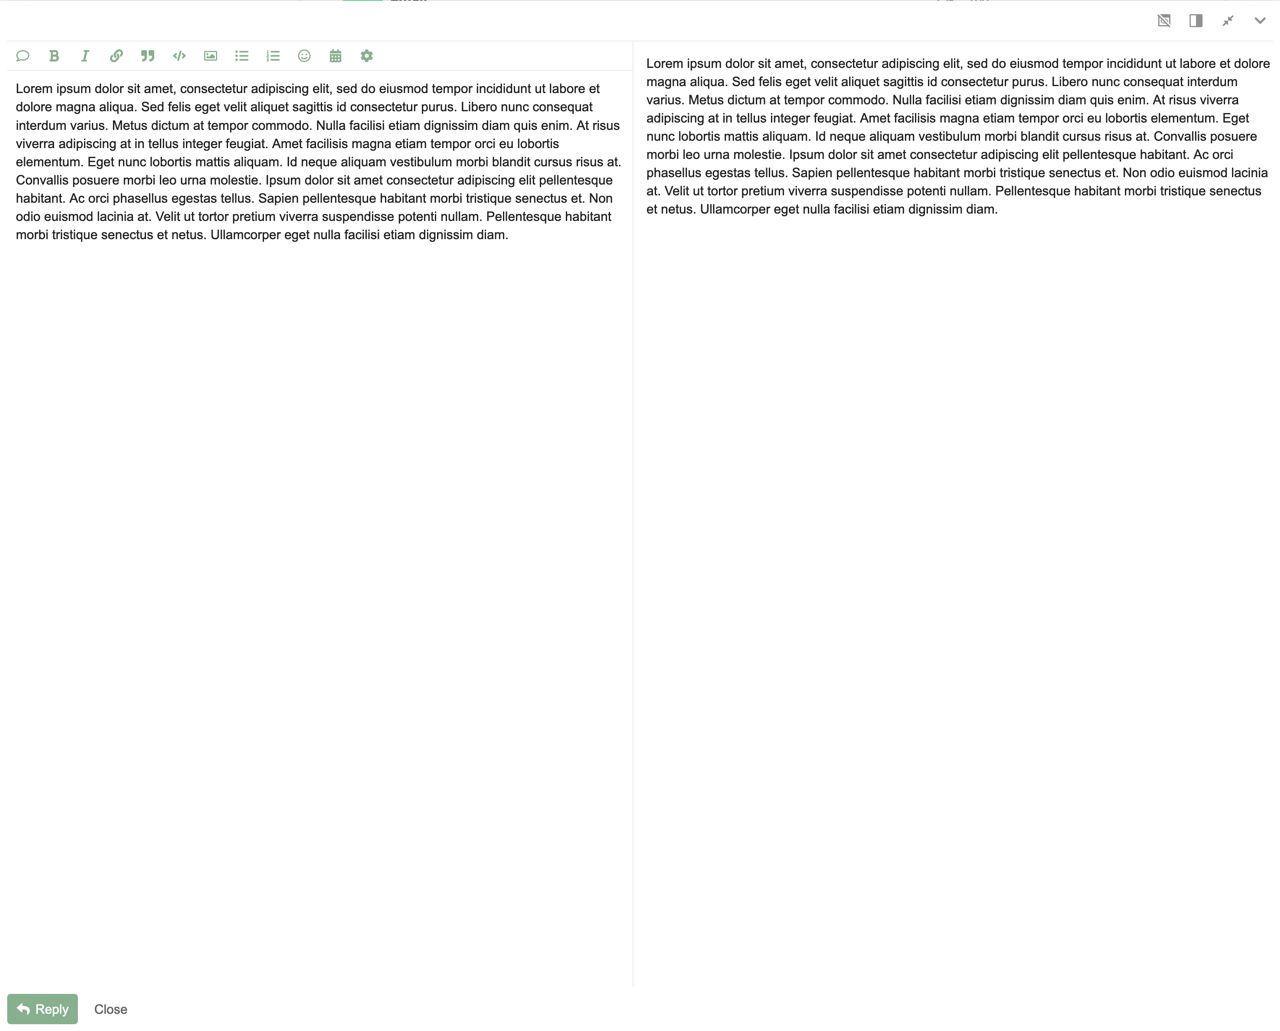 Lorem ipsum dolor sit amet, consectetur adipiscing elit, sed do eiusmod tempor incididunt ut labore et
dolore magna aliqua. Sed felis eget velit aliquet sagittis id consectetur purus. Libero nunc consequat
interdum varius. Metus dictum at tempor commodo. Nulla facilisi etiam dignissim diam quis enim. At risus
viverra adipiscing at in tellus integer feugiat. Amet facilisis magna etiam tempor orci eu lobortis
elementum. Eget nunc lobortis mattis aliquam. Id neque aliquam vestibulum morbi blandit cursus risus at.
Convallis posuere morbi leo urna molestie. Ipsum dolor sit amet consectetur adipiscing elit pellentesque
habitant. Ac orci phasellus egestas tellus. Sapien pellentesque habitant morbi tristique senectus et. Non
odio euismod lacinia at. Velit ut tortor pretium viverra suspendisse potenti nullam. Pellentesque habitant
morbi tristique senectus et netus. Ullamcorper eget nulla facilisi etiam dignissim diam.
Lorem ipsum dolor sit amet, consectetur adipiscing elit, sed do eiusmod tempor incididunt ut labore et dolore
magna aliqua. Sed felis eget velit aliquet sagittis id consectetur purus. Libero nunc consequat interdum
varius. Metus dictum at tempor commodo. Nulla facilisi etiam dignissim diam quis enim. At risus viverra
adipiscing at in tellus integer feugiat. Amet facilisis magna etiam tempor orci eu lobortis elementum. Eget
nunc lobortis mattis aliquam. Id neque aliquam vestibulum morbi blandit cursus risus at. Convallis posuere
morbi leo urna molestie. Ipsum dolor sit amet consectetur adipiscing elit pellentesque habitant. Ac orci
phasellus egestas tellus. Sapien pellentesque habitant morbi tristique senectus et. Non odio euismod lacinia
at. Velit ut tortor pretium viverra suspendisse potenti nullam. Pellentesque habitant morbi tristique senectus
et netus. Ullamcorper eget nulla facilisi etiam dignissim diam.
Reply
Close